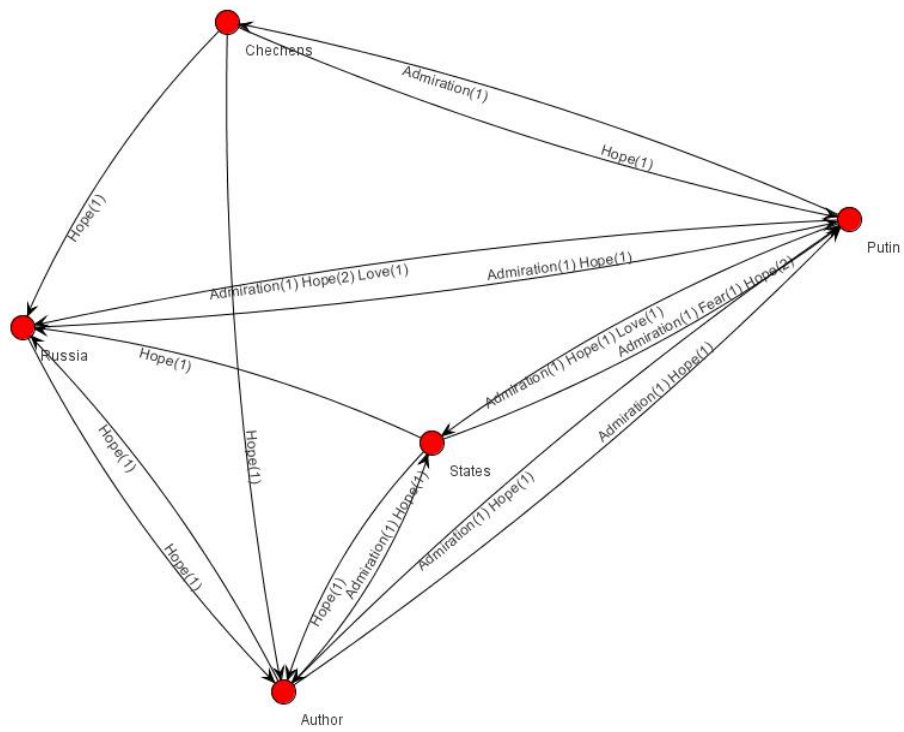 Chechens
Admiration(1)
Hope(1)
Putin
Hope(1)
Admiration(1) Hope(2) Love(1)
Admiration(1) Hope(1)
Russia
Hope(1)
Admiration(1) Hope(1) Love(1)
Admiration(1) Fear(1) Hope(2)
Admiration(1) Hope(1)
Hope(1)
Hope(1)
States
Admiration(1) Hope(1)
Admiration(1) Hope(1)
Hope(1)
Hope(1)
Author